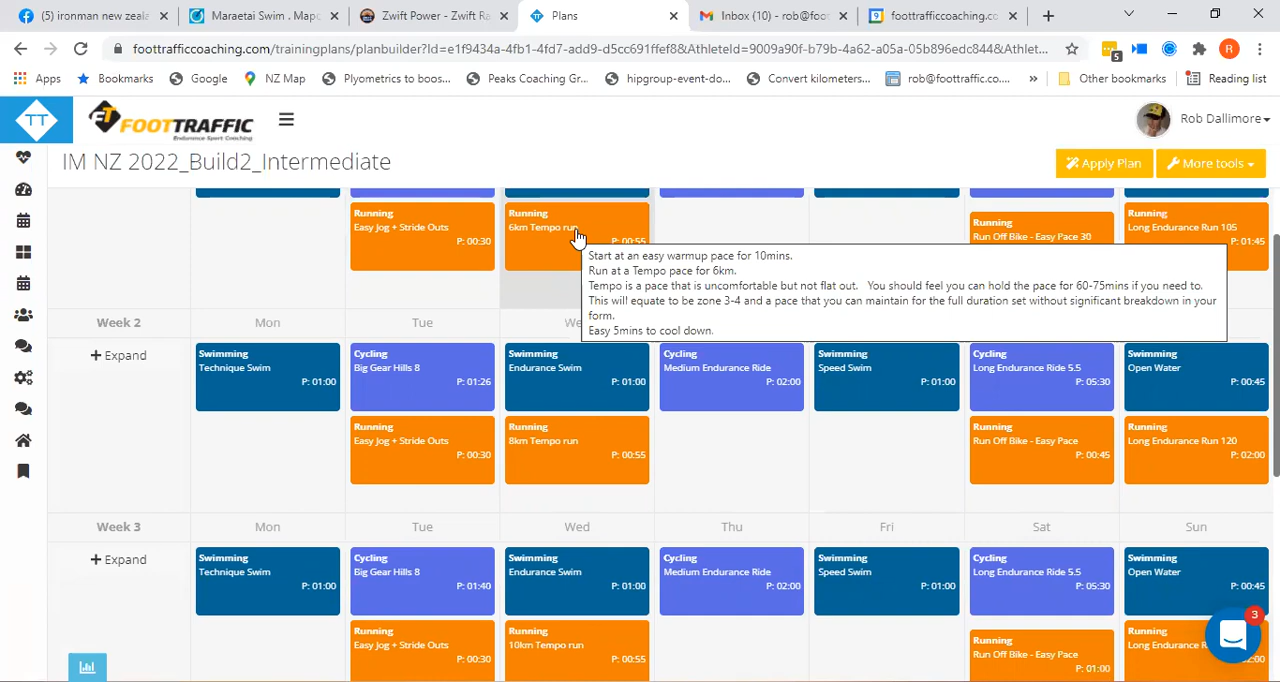 (5) ironman new zeala
Maraetai Swim . Mapc
Zwift Power - Zwift Ra
Plans
Inbox (10) - rob@foot
9
foottrafficcoaching.co
foottrafficcoaching.com/trainingplans/planbuilder?Id=e1f9434a-4fb1-4fd7-add9-d5cc691ffef8&AthleteId=9009a90f-b79b-4a62-a05a-05b896edc844&Athlet...
5
R
Apps
Bookmarks
Google
NZ Map
Plyometrics to boos...
Peaks Coaching Gr...
hipgroup-event-do...
Convert kilometers...
rob@foottraffic.co...
»
Other bookmarks
Reading list
TT
FT
FOOTTRAFFIC
Endurance Sport Coaching
Rob Dallimore
IM NZ 2022_Build2_Intermediate
Apply Plan
More tools
Running
Easy Jog + Stride Outs
P: 00:30
Running
6km Tempo run
P: 00:55
Running
Run Off Bike - Easy Pace 30
Running
Long Endurance Run 105
P: 01:45
Start at an easy warmup pace for 10mins.
Run at a Tempo pace for 6km.
Tempo is a pace that is uncomfortable but not flat out. You should feel you can hold the pace for 60-75mins if you need to.
This will equate to be zone 3-4 and a pace that you can maintain for the full duration set without significant breakdown in your
form.
Easy 5mins to cool down.
Week 2
Mon
Tue
We
Expand
Swimming
Technique Swim
P: 01:00
Cycling
Big Gear Hills 8
P: 01:26
Swimming
Endurance Swim
P: 01:00
Cycling
Medium Endurance Ride
P: 02:00
Swimming
Speed Swim
P: 01:00
Cycling
Long Endurance Ride 5.5
P: 05:30
Swimming
Open Water
P: 00:45
Running
Easy Jog + Stride Outs
P: 00:30
Running
8km Tempo run
P: 00:55
Running
Run Off Bike - Easy Pace
P: 00:45
Running
Long Endurance Run 120
P: 02:00
Week 3
Mon
Tue
Wed
Thu
Fri
Sat
Sun
Expand
Swimming
Technique Swim
P: 01:00
Cycling
Big Gear Hills 8
P: 01:40
Swimming
Endurance Swim
P: 01:00
Cycling
Medium Endurance Ride
P: 02:00
Swimming
Speed Swim
P: 01:00
Cycling
Long Endurance Ride 5.5
P: 05:30
Swimming
Open Water
P: 00:45
Running
Easy Jog + Stride Outs
P: 00:30
Running
10km Tempo run
P: 00:55
Running
Run Off Bike - Easy Pace
P: 01:00
Running
Long Endurance
:00
3